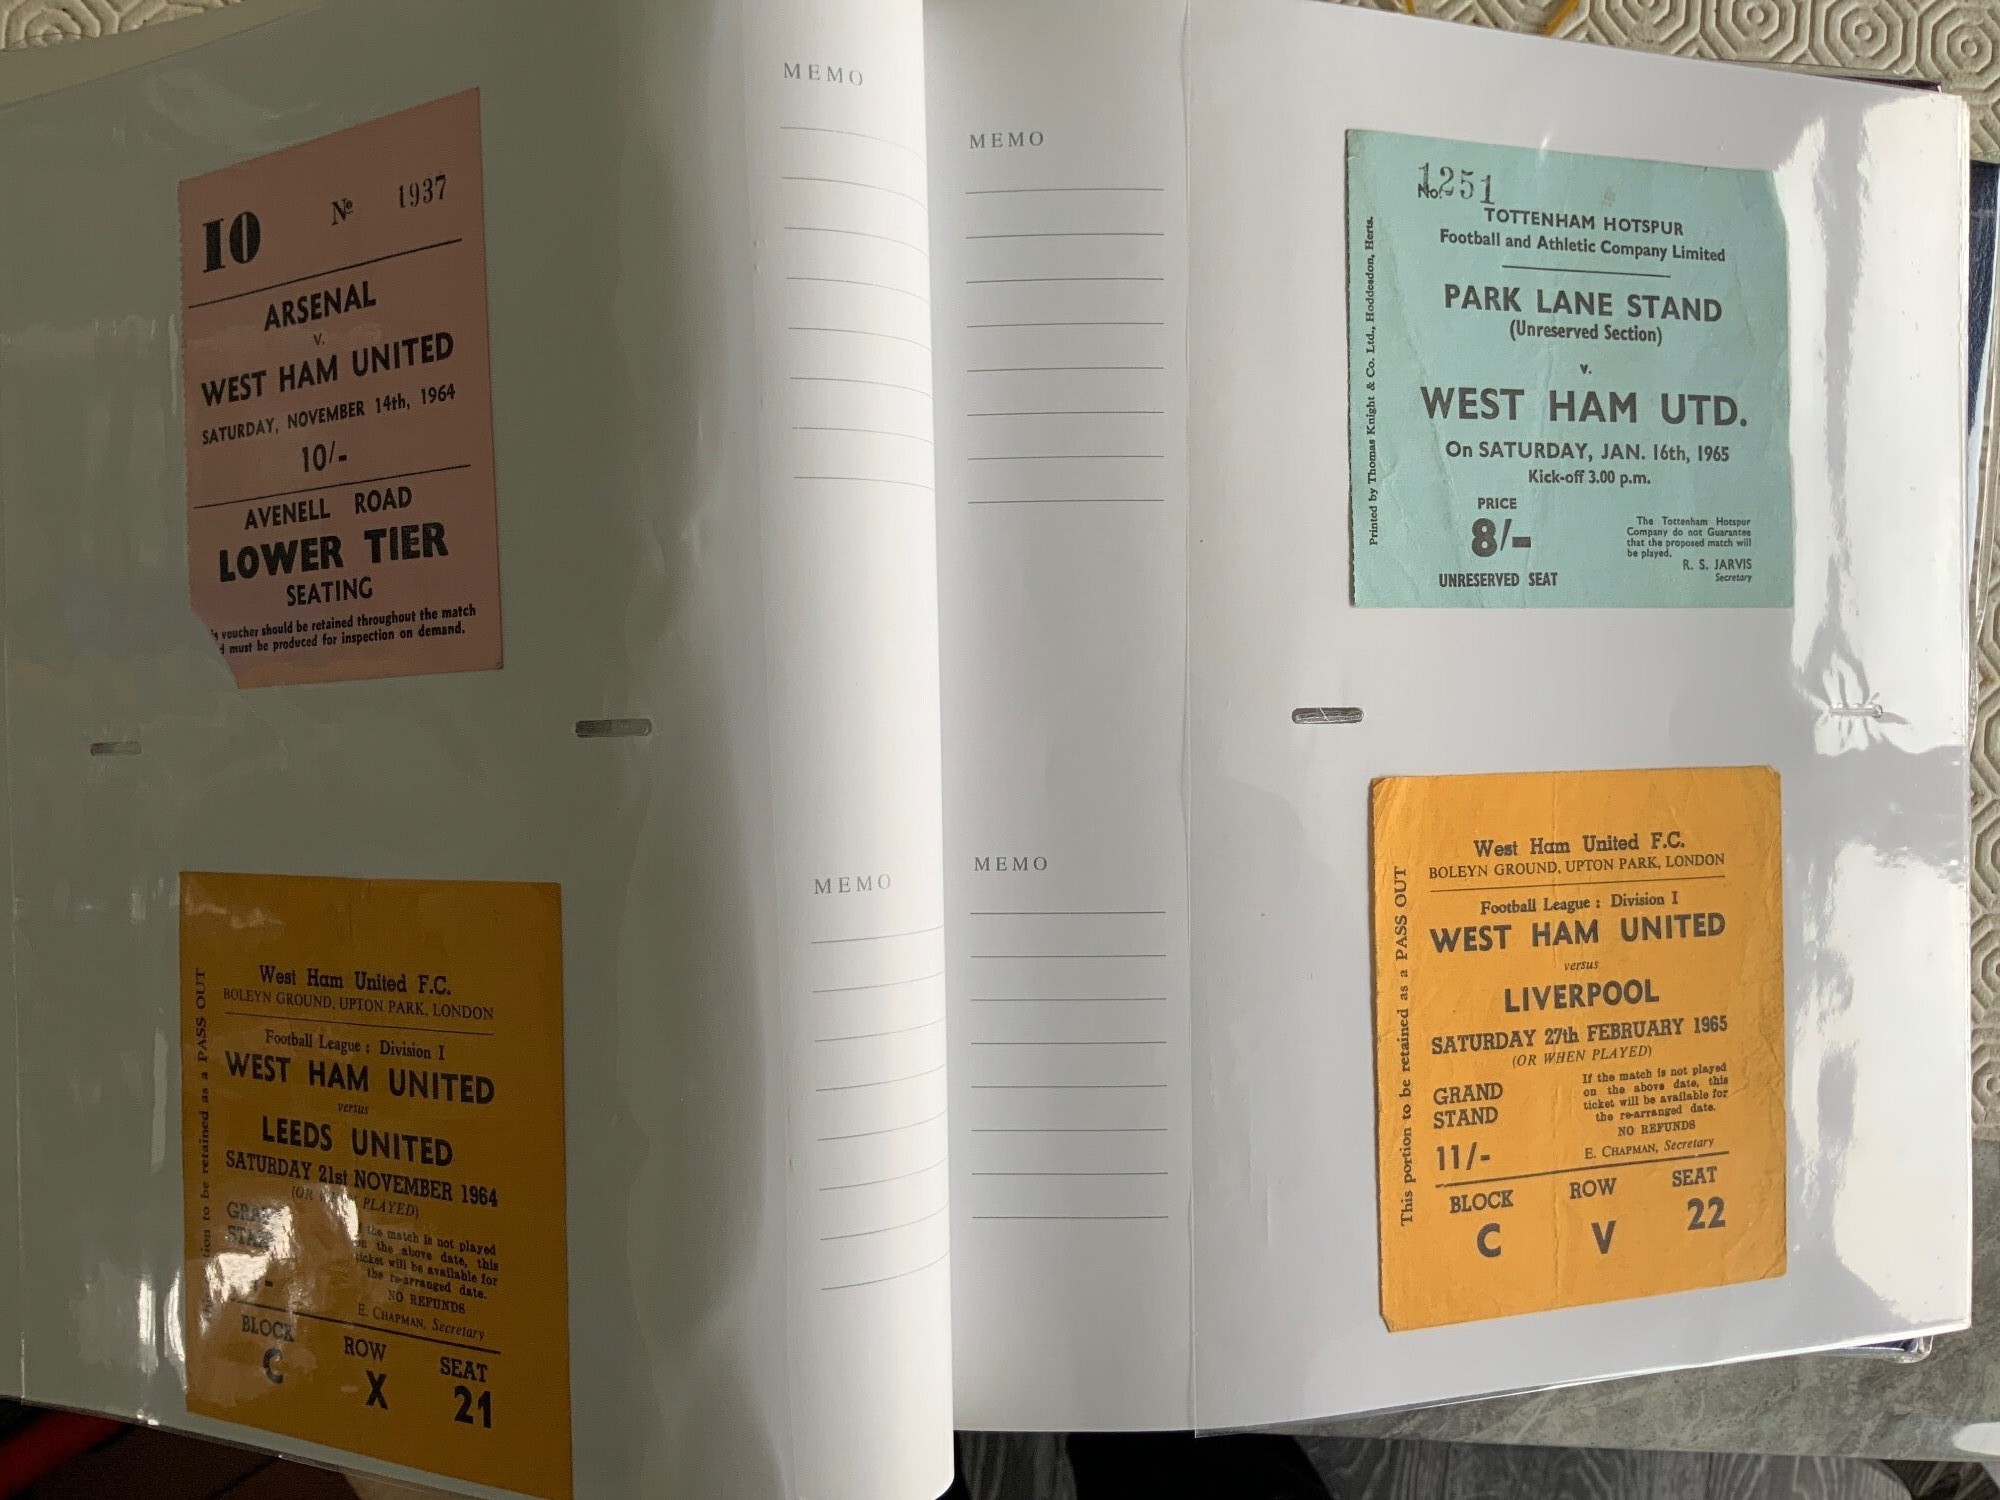 MEMO
10
№ 1937
ARSENAL
v.
WEST HAM UNITED
SATURDAY, NOVEMBER 14th, 1964
10/-
AVENELL ROAD
LOWER TIER
SEATING
voucher should be retained throughout the match
must be produced for inspection on demand.
MEMO
West Ham United F.C.
BOLEYN GROUND, UPTON PARK, LONDON
Football League : Division I
WEST HAM UNITED
versus
LEEDS UNITED
SATURDAY 21st NOVEMBER 1964
(OR PLAYED)
the match is not played
on the above date, this
ticket will be available for
the re-arranged date.
NO REFUNDS
E. CHAPMAN, Secretary
BLOCK
C
ROW
X
SEAT
21
to be retained as a PASS OUT
MEMO
No. 1251
TOTTENHAM HOTSPUR
Football and Athletic Company Limited
PARK LANE STAND
(Unreserved Section)
v.
WEST HAM UTD.
On SATURDAY, JAN. 16th, 1965
Kick-off 3.00 p.m.
PRICE
8/-
UNRESERVED SEAT
The Tottenham Hotspur
Company do not Guarantee
that the proposed match will
be played.
R. S. JARVIS
Secretary
Printed by Thomas Knight & Co. Ltd., Hoddesdon, Herts.
MEMO
West Ham United F.C.
BOLEYN GROUND, UPTON PARK, LONDON
Football League : Division I
WEST HAM UNITED
versus
LIVERPOOL
SATURDAY 27th FEBRUARY 1965
(OR WHEN PLAYED)
GRAND
STAND
11/-
If the match is not played
on the above date, this
ticket will be available for
the re-arranged date.
NO REFUNDS
E. CHAPMAN, Secretary
BLOCK
C
ROW
V
SEAT
22
This portion to be retained as a PASS OUT